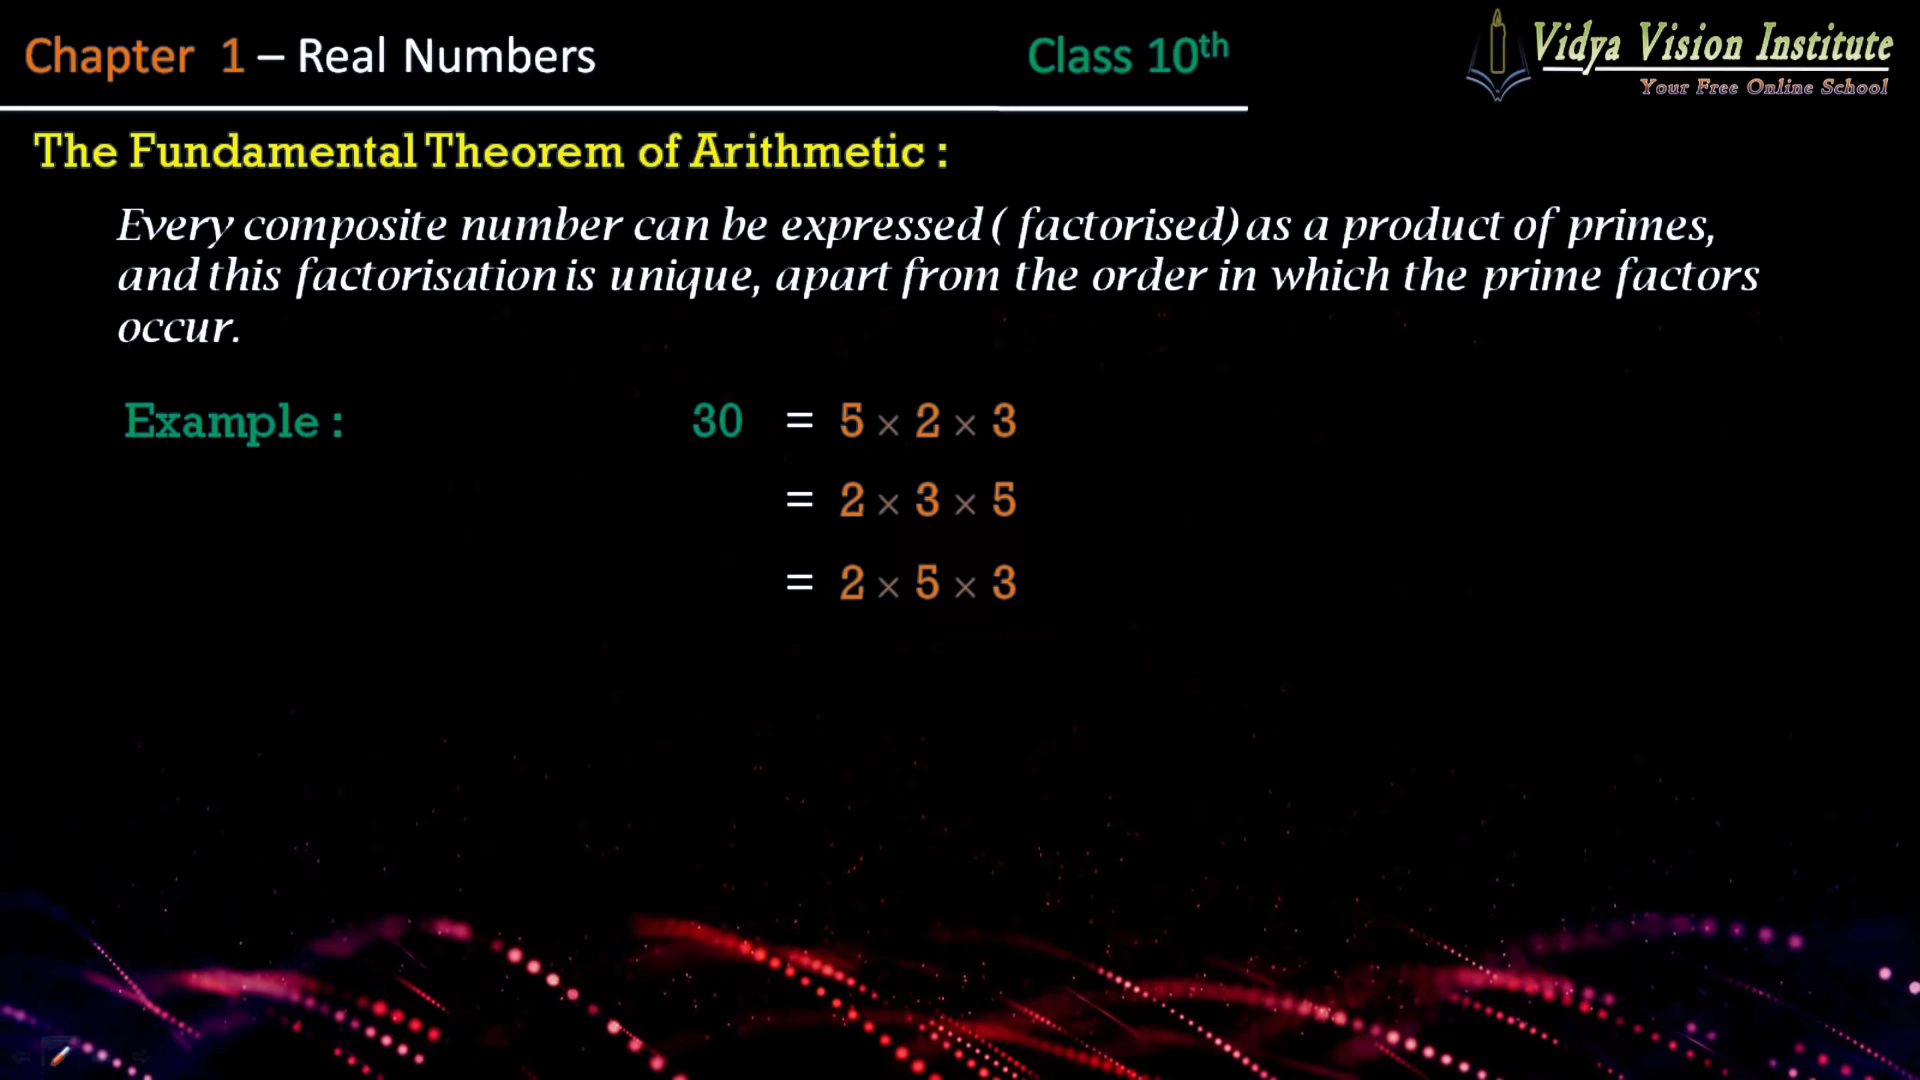 Chapter 1 – Real Numbers
Class 10th
Vidya Vision Institute
Your Free Online School
The Fundamental Theorem of Arithmetic :
Every composite number can be expressed ( factorised) as a product of primes,
and this factorisation is unique, apart from the order in which the prime factors
occur.
Example : 30 = 5 × 2 × 3
= 2 × 3 × 5
= 2 × 5 × 3